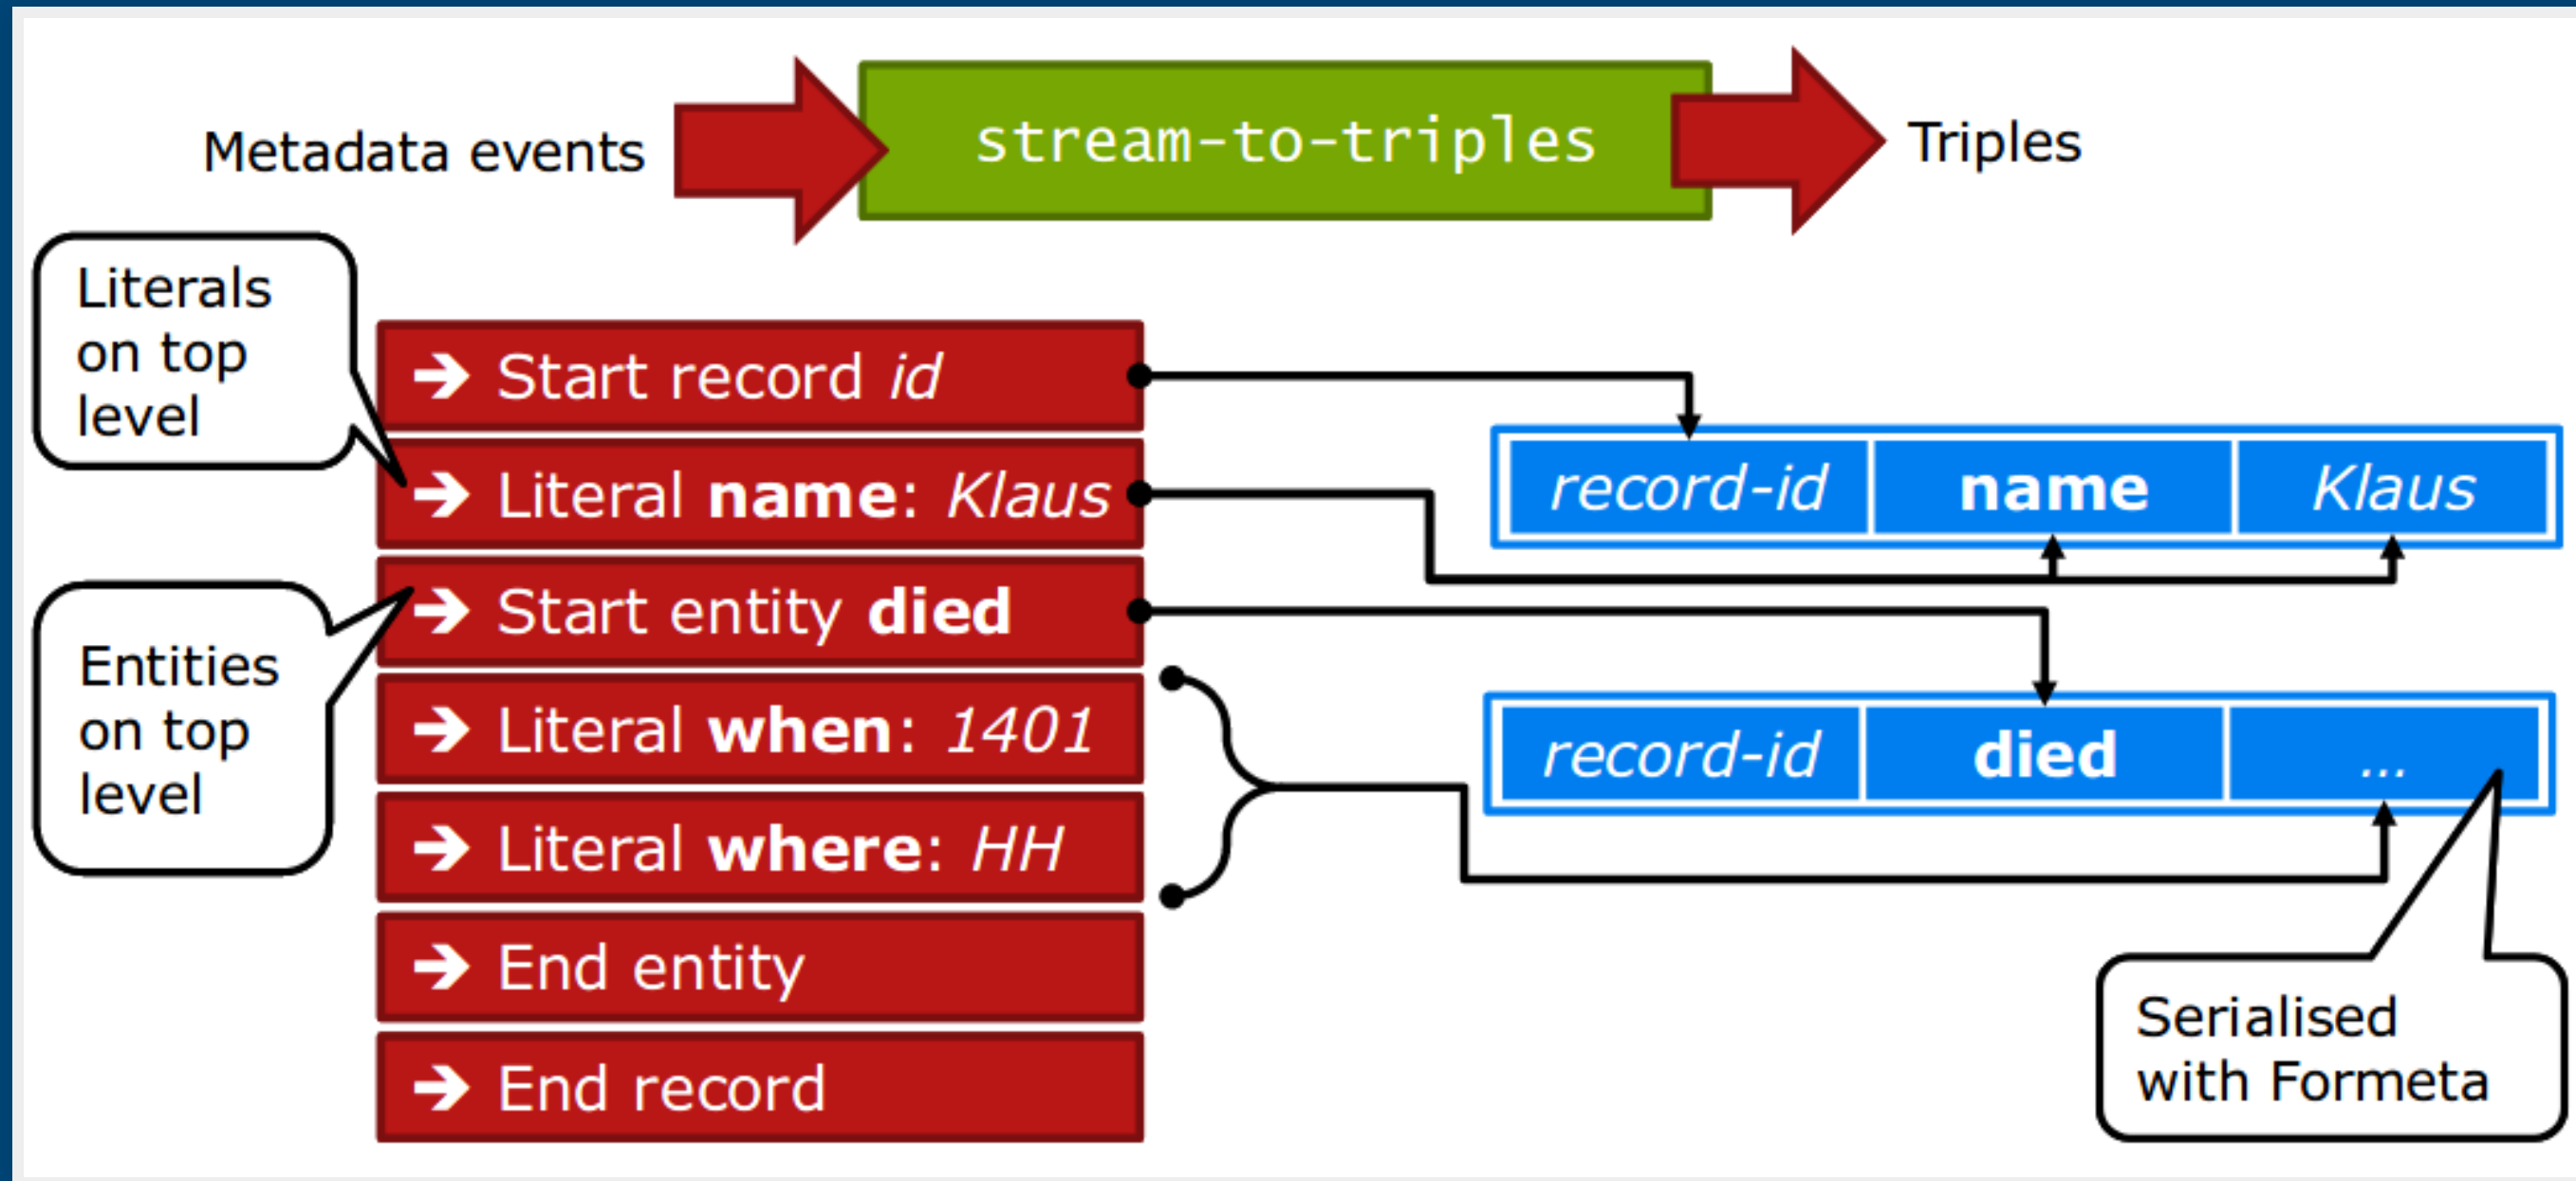 Metadata events
stream-to-triples
Triples
Literals
on top
level
➔ Start record id
➔ Literal name: Klaus
➔ Start entity died
➔ Literal when: 1401
➔ Literal where: HH
➔ End entity
➔ End record
Entities
on top
level
record-id name Klaus
record-id died ...
Serialised
with Formeta